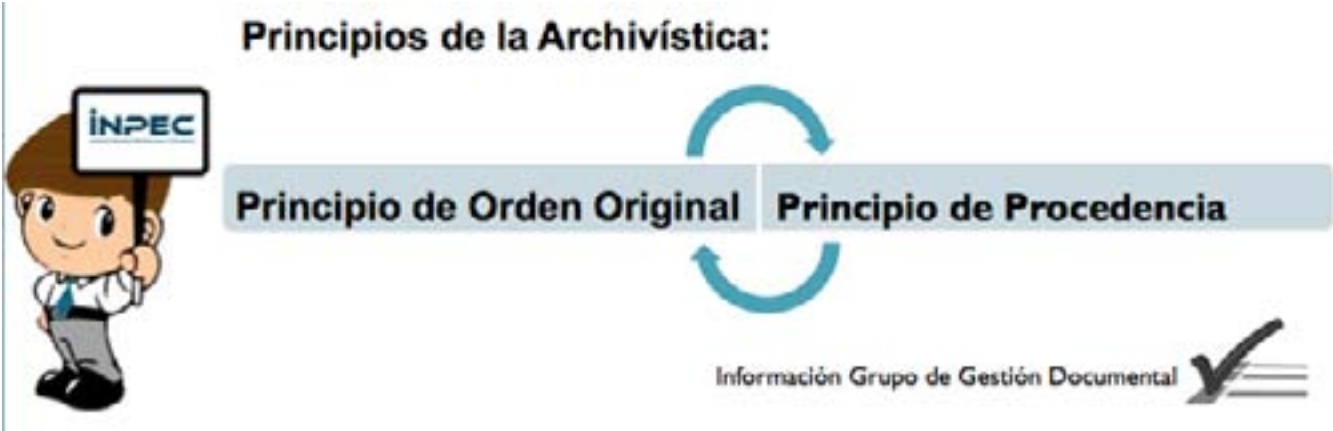 Principios de la Archivística:
INPEC
Principio de Orden Original
Principio de Procedencia
Información Grupo de Gestión Documental